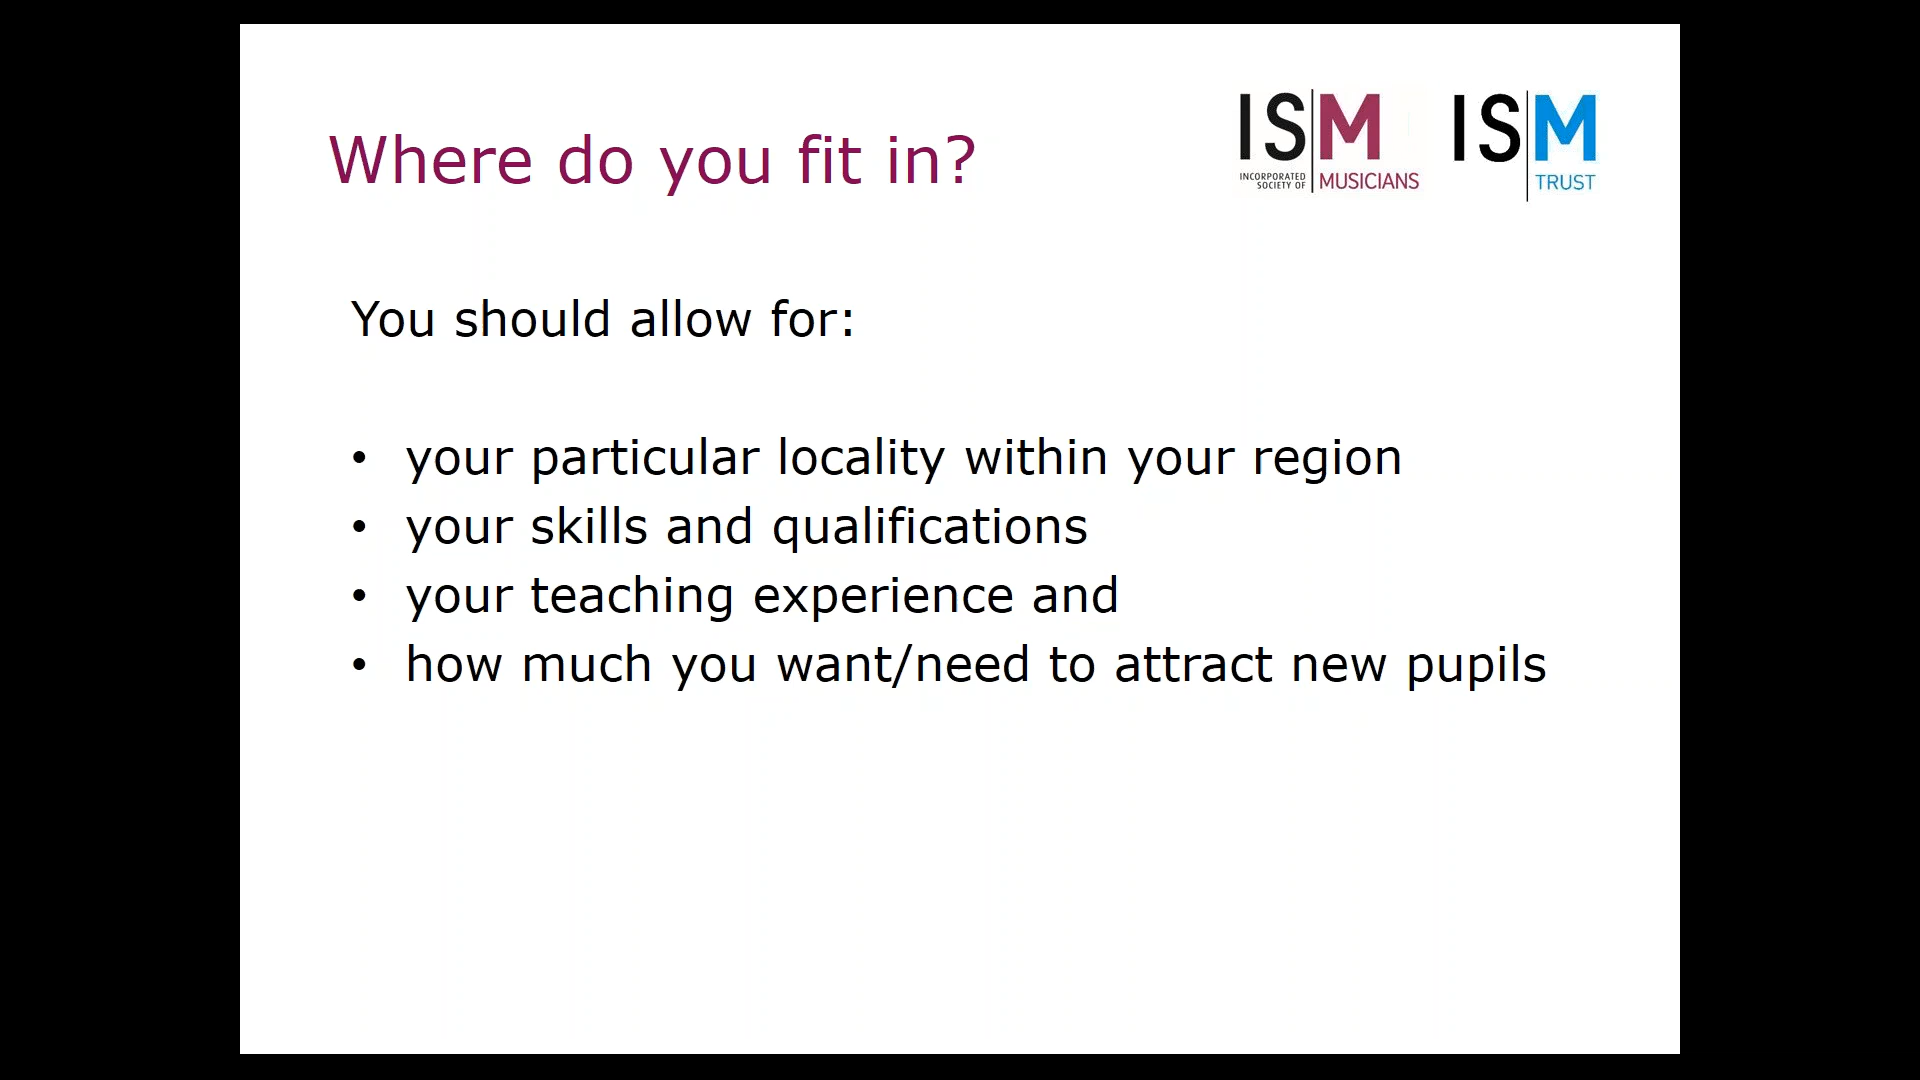 Where do you fit in?
ISM
INCORPORATED
SOCIETY OF
MUSICIANS
ISM
TRUST
You should allow for:
• your particular locality within your region
• your skills and qualifications
• your teaching experience and
• how much you want/need to attract new pupils